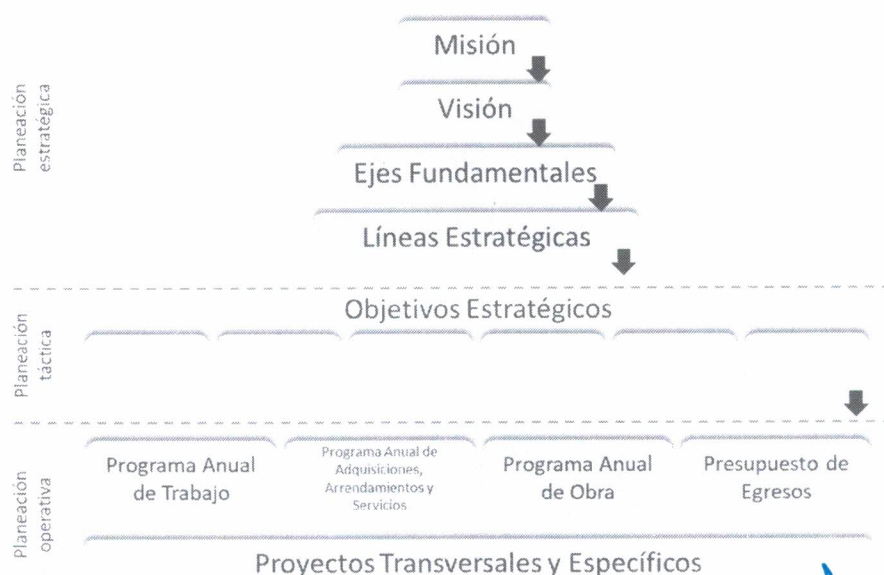 Planeación
estratégica
Misión
Visión
Ejes Fundamentales
Líneas Estratégicas
Planeación
táctica
Objetivos Estratégicos
Planeación
operativa
Programa Anual
de Trabajo
Programa Anual de
Adquisiciones,
Arrendamientos y
Servicios
Programa Anual
de Obra
Presupuesto de
Egresos
Proyectos Transversales y Específicos